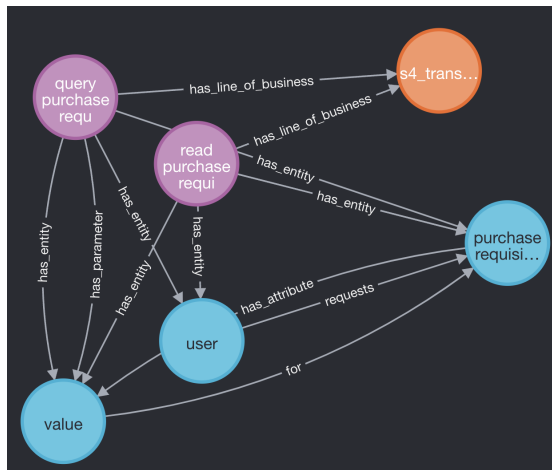 query
purchase
requ
s4_trans…
has_line_of_business
has_line_of_business
read
purchase
requi
has_entity
has_entity
has_entity
has_parameter
has_entity
has_entity
has_entity
purchase
requisi…
has_attribute
requests
user
for
value